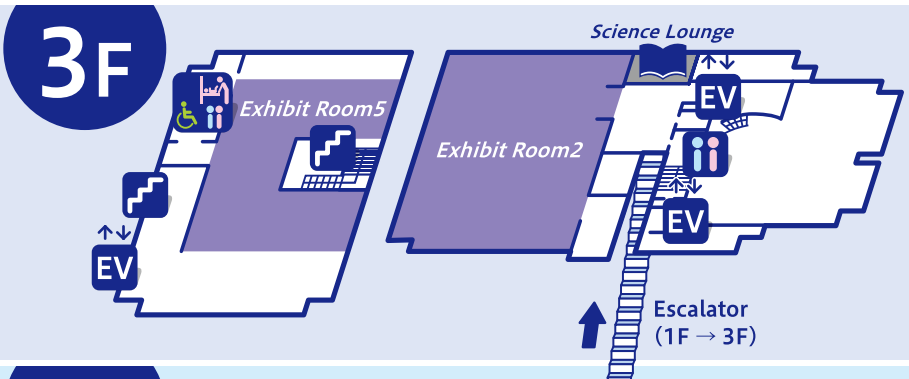 3F
Science Lounge
EV
Exhibit Room5
Exhibit Room2
EV
EV
Escalator
(1F → 3F)